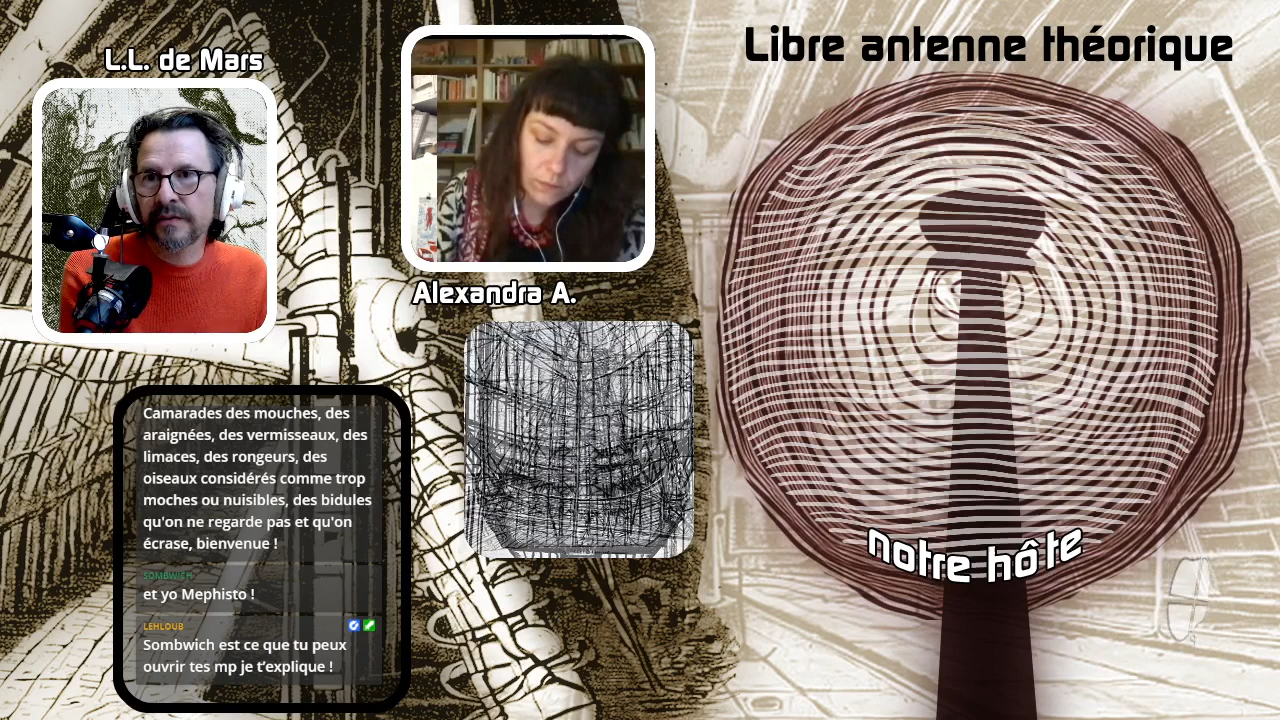 L.L. de Mars
Libre antenne théorique
Alexandra A.
Camarades des mouches, des
araignées, des vermisseaux, des
limaces, des rongeurs, des
oiseaux considérés comme trop
moches ou nuisibles, des bidules
qu'on ne regarde pas et qu'on
écrase, bienvenue !
SOMBWICH
et yo Mephisto !
LEHLOUB
Sombwich est ce que tu peux
ouvrir tes mp je t'explique !
notre hôte